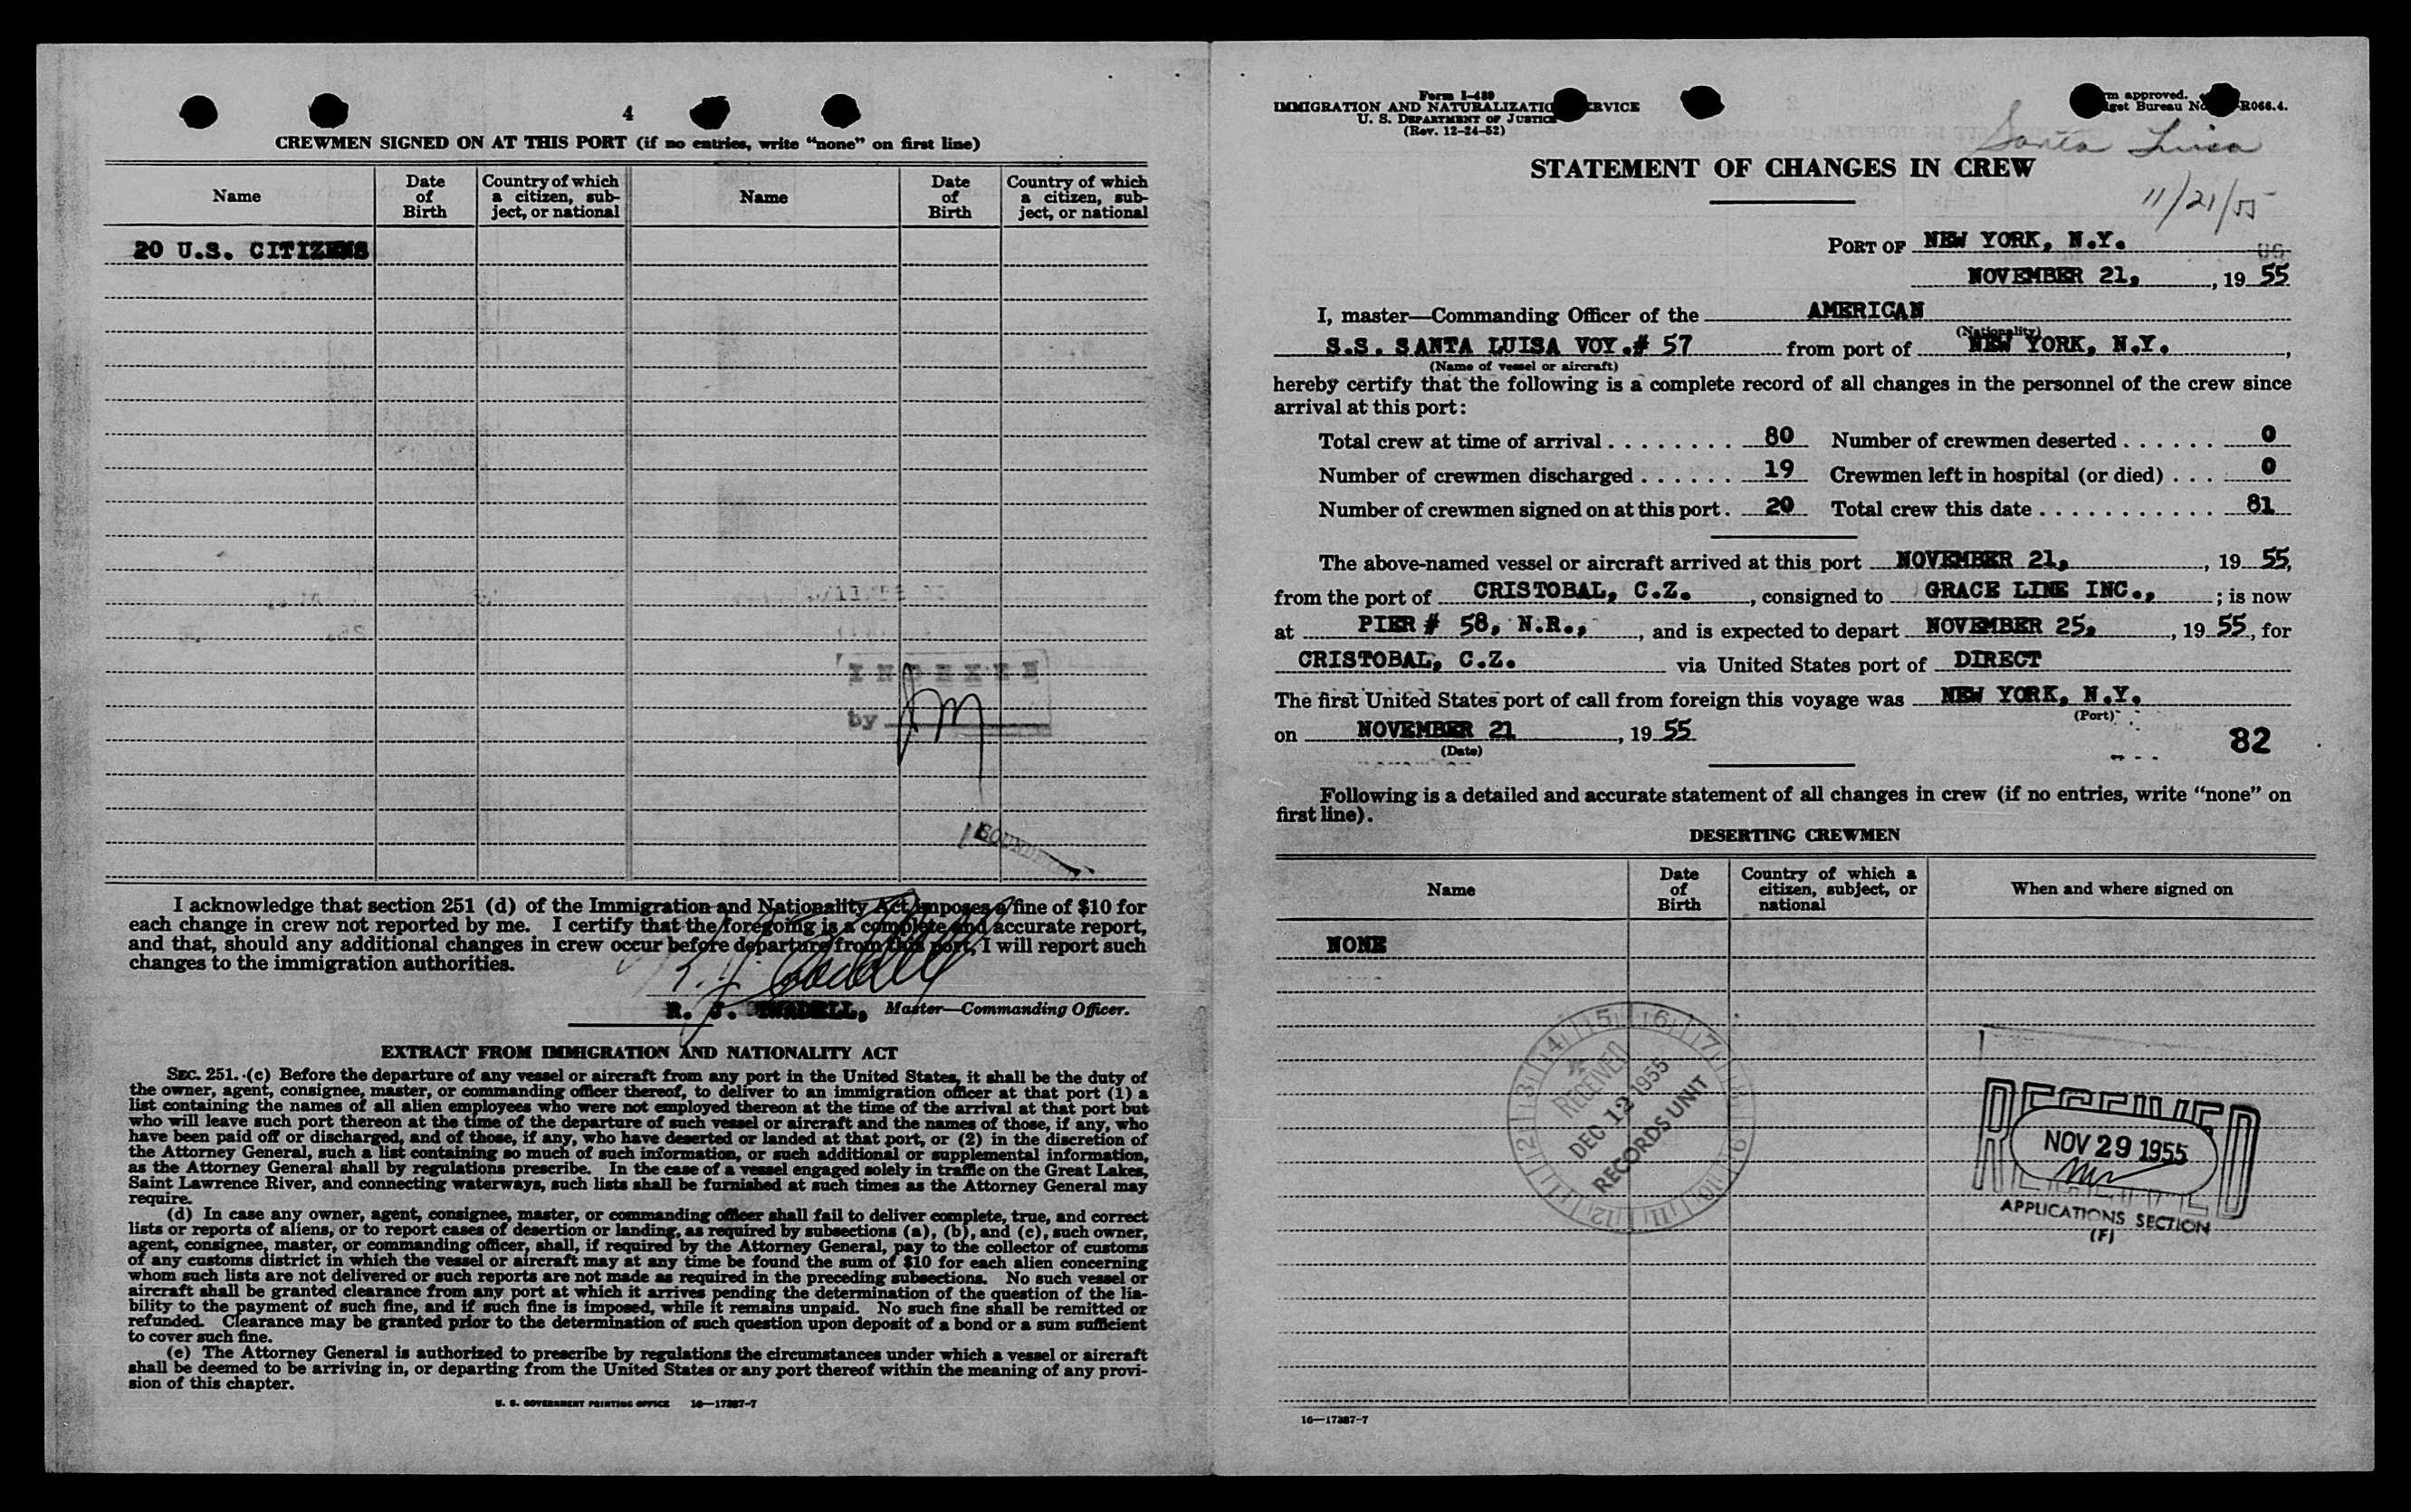 4
CREWMEN SIGNED ON AT THIS PORT (if no entries, write “none” on first line)
Name
Date of Birth
Country of which a citizen, subject, or national
Name
Date of Birth
Country of which a citizen, subject, or national
20 U.S. CITIZENS
INDEXED
by
I acknowledge that section 251 (d) of the Immigration and Nationality Act imposes a fine of $10 for
each change in crew not reported by me. I certify that the foregoing is a complete and accurate report,
and that, should any additional changes in crew occur before departure from this port, I will report such
changes to the immigration authorities.
R. J. TWADELL, Master—Commanding Officer.
EXTRACT FROM IMMIGRATION AND NATIONALITY ACT
SEC. 251. (c) Before the departure of any vessel or aircraft from any port in the United States, it shall be the duty of
the owner, agent, consignee, master, or commanding officer thereof, to deliver to an immigration officer at that port (1) a
list containing the names of all alien employees who were not employed thereon at the time of the arrival at that port but
who will leave such port thereon at the time of the departure of such vessel or aircraft and the names of those, if any, who
have been paid off or discharged, and of those, if any, who have deserted or landed at that port, or (2) in the discretion of
the Attorney General, such a list containing so much of such information, or such additional or supplemental information,
as the Attorney General shall by regulations prescribe. In the case of a vessel engaged solely in traffic on the Great Lakes,
Saint Lawrence River, and connecting waterways, such lists shall be furnished at such times as the Attorney General may
require.
(d) In case any owner, agent, consignee, master, or commanding officer shall fail to deliver complete, true, and correct
lists or reports of aliens, or to report cases of desertion or landing, as required by subsections (a), (b), and (c), such owner,
agent, consignee, master, or commanding officer, shall, if required by the Attorney General, pay to the collector of customs
of any customs district in which the vessel or aircraft may at any time be found the sum of $10 for each alien concerning
whom such lists are not delivered or such reports are not made as required in the preceding subsections. No such vessel or
aircraft shall be granted clearance from any port at which it arrives pending the determination of the question of the lia-
bility to the payment of such fine, and if such fine is imposed, while it remains unpaid. No such fine shall be remitted or
refunded. Clearance may be granted prior to the determination of such question upon deposit of a bond or a sum sufficient
to cover such fine.
(e) The Attorney General is authorized to prescribe by regulations the circumstances under which a vessel or aircraft
shall be deemed to be arriving in, or departing from the United States or any port thereof within the meaning of any provi-
sion of this chapter.
U. S. GOVERNMENT PRINTING OFFICE 16—17387-7
Form I-489
IMMIGRATION AND NATURALIZATION SERVICE
U. S. DEPARTMENT OF JUSTICE
(Rev. 12-24-52)
approved.
Bureau No. R066.4.
Santa Luisa
11/21/55
STATEMENT OF CHANGES IN CREW
PORT OF NEW YORK, N.Y.
NOVEMBER 21, , 19 55
I, master—Commanding Officer of the AMERICAN
(Nationality)
S.S. SANTA LUISA VOY.# 57 from port of NEW YORK, N.Y. ,
(Name of vessel or aircraft)
hereby certify that the following is a complete record of all changes in the personnel of the crew since
arrival at this port:
Total crew at time of arrival . . . . . . . . 80 Number of crewmen deserted . . . . . . 0
Number of crewmen discharged . . . . . . 19 Crewmen left in hospital (or died) . . . 0
Number of crewmen signed on at this port . 20 Total crew this date . . . . . . . . . . . . 81
The above-named vessel or aircraft arrived at this port NOVEMBER 21, , 19 55,
from the port of CRISTOBAL, C.Z. , consigned to GRACE LINE INC., ; is now
at PIER # 58, N.R., , and is expected to depart NOVEMBER 25, , 19 55, for
CRISTOBAL, C.Z. via United States port of DIRECT
The first United States port of call from foreign this voyage was NEW YORK, N.Y.
(Port)
on NOVEMBER 21 , 19 55
(Date)
82
Following is a detailed and accurate statement of all changes in crew (if no entries, write “none” on
first line).
DESERTING CREWMEN
Name
Date of Birth
Country of which a citizen, subject, or national
When and where signed on
NONE
RECEIVED
DEC 12 1955
RECORDS UNIT
RECEIVED
NOV 29 1955
APPLICATIONS SECTION
(F)
16—17387-7